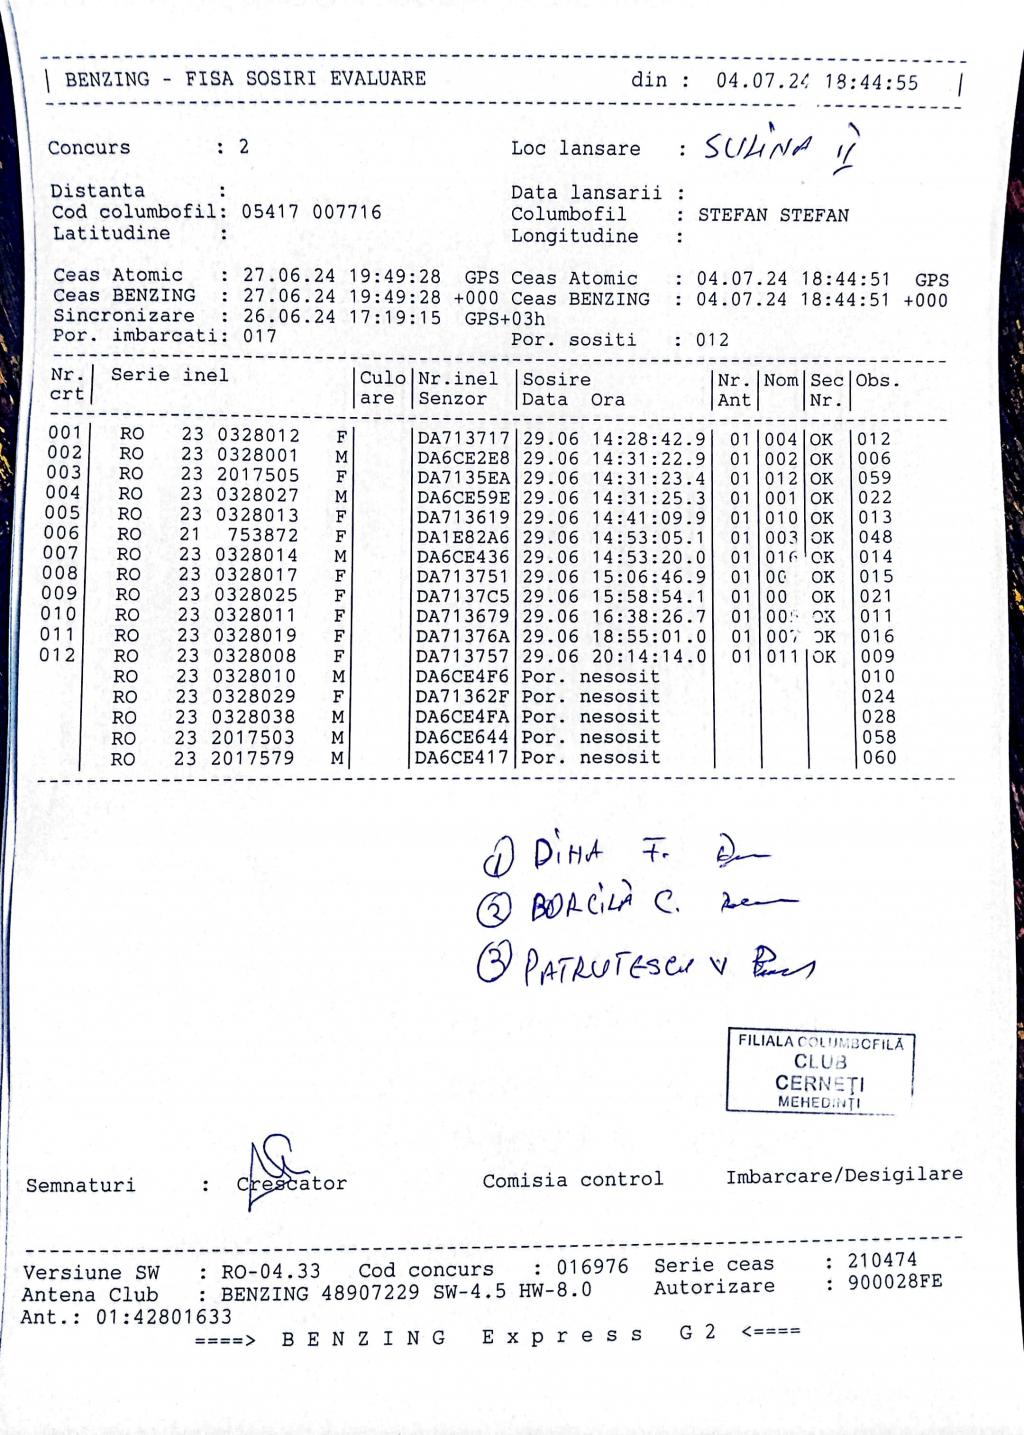 BENZING - FISA SOSIRI EVALUARE din : 04.07.24 18:44:55
Concurs : 2 Loc lansare : SULINA II
Distanta : Data lansarii :
Cod columbofil: 05417 007716 Columbofil : STEFAN STEFAN
Latitudine : Longitudine :
Ceas Atomic : 27.06.24 19:49:28 GPS Ceas Atomic : 04.07.24 18:44:51 GPS
Ceas BENZING : 27.06.24 19:49:28 +000 Ceas BENZING : 04.07.24 18:44:51 +000
Sincronizare : 26.06.24 17:19:15 GPS+03h
Por. imbarcati: 017 Por. sositi : 012
Nr. Serie inel Culo Nr.inel Sosire Nr. Nom Sec Obs.
crt are Senzor Data Ora Ant Nr.
001 RO 23 0328012 F DA713717 29.06 14:28:42.9 01 004 OK 012
002 RO 23 0328001 M DA6CE2E8 29.06 14:31:22.9 01 002 OK 006
003 RO 23 2017505 F DA7135EA 29.06 14:31:23.4 01 012 OK 059
004 RO 23 0328027 M DA6CE59E 29.06 14:31:25.3 01 001 OK 022
005 RO 23 0328013 F DA713619 29.06 14:41:09.9 01 010 OK 013
006 RO 21 753872 F DA1E82A6 29.06 14:53:05.1 01 003 OK 048
007 RO 23 0328014 M DA6CE436 29.06 14:53:20.0 01 016 OK 014
008 RO 23 0328017 F DA713751 29.06 15:06:46.9 01 OK 015
009 RO 23 0328025 F DA7137C5 29.06 15:58:54.1 01 OK 021
010 RO 23 0328011 F DA713679 29.06 16:38:26.7 01 OK 011
011 RO 23 0328019 F DA71376A 29.06 18:55:01.0 01 007 OK 016
012 RO 23 0328008 F DA713757 29.06 20:14:14.0 01 011 OK 009
RO 23 0328010 M DA6CE4F6 Por. nesosit 010
RO 23 0328029 F DA71362F Por. nesosit 024
RO 23 0328038 M DA6CE4FA Por. nesosit 028
RO 23 2017503 M DA6CE644 Por. nesosit 058
RO 23 2017579 M DA6CE417 Por. nesosit 060
1 DIHA F.
2 BORCILĂ C.
3 PATRUTESCU V
FILIALA COLUMBOFILĂ
CLUB
CERNEȚI
MEHEDINȚI
Semnaturi : Crescator Comisia control Imbarcare/Desigilare
Versiune SW : RO-04.33 Cod concurs : 016976 Serie ceas : 210474
Antena Club : BENZING 48907229 SW-4.5 HW-8.0 Autorizare : 900028FE
Ant.: 01:42801633
====> BENZING Express G2 <====